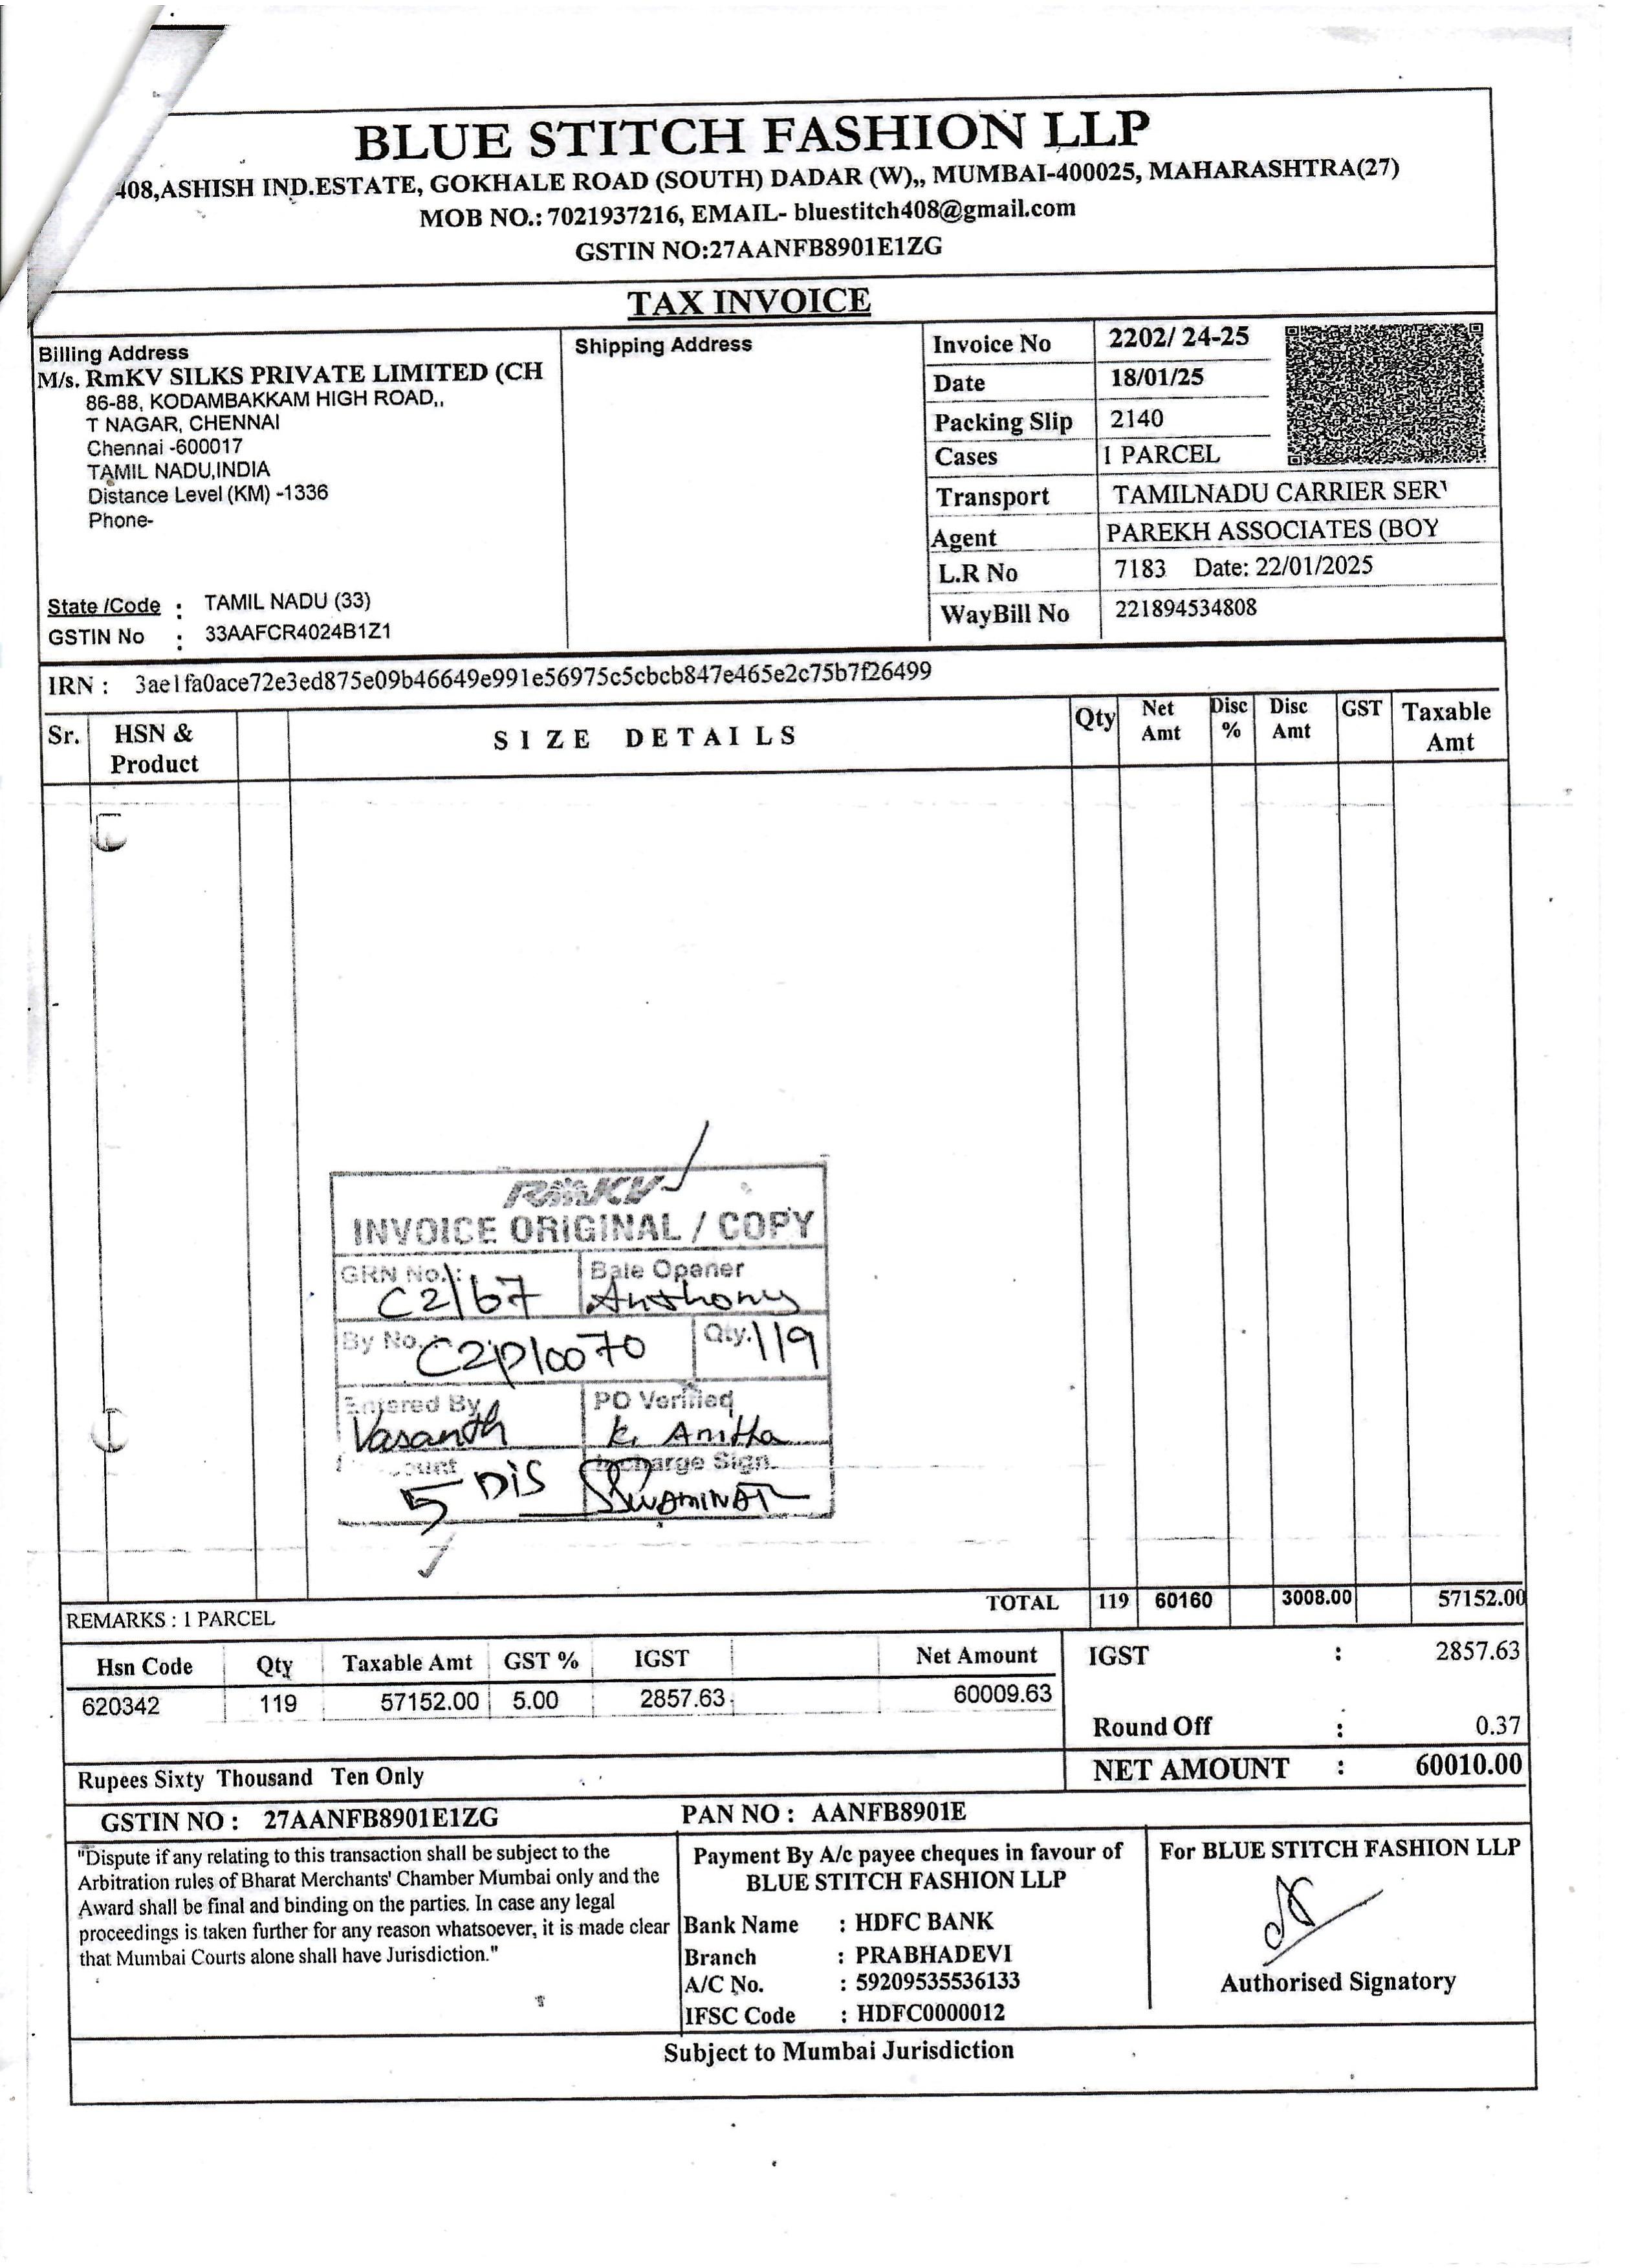 BLUE STITCH FASHION LLP
408,ASHISH IND.ESTATE, GOKHALE ROAD (SOUTH) DADAR (W),, MUMBAI-400025, MAHARASHTRA(27)
MOB NO.: 7021937216, EMAIL- bluestitch408@gmail.com
GSTIN NO:27AANFB8901E1ZG
TAX INVOICE
Billing Address
M/s. RmKV SILKS PRIVATE LIMITED (CH
86-88, KODAMBAKKAM HIGH ROAD,,
T NAGAR, CHENNAI
Chennai -600017
TAMIL NADU,INDIA
Distance Level (KM) -1336
Phone-
State /Code : TAMIL NADU (33)
GSTIN No : 33AAFCR4024B1Z1
Shipping Address
Invoice No 2202/ 24-25
Date 18/01/25
Packing Slip 2140
Cases 1 PARCEL
Transport TAMILNADU CARRIER SER
Agent PAREKH ASSOCIATES (BOY
L.R No 7183 Date: 22/01/2025
WayBill No 221894534808
IRN : 3ae1fa0ace72e3ed875e09b46649e991e56975c5cbcb847e465e2c75b7f26499
Sr. HSN & Product SIZE DETAILS Qty Net Amt Disc % Disc Amt GST Taxable Amt
RmKV
INVOICE ORIGINAL / COPY
GRN No.: C2/67 Bale Opener Anthony
By No. C2P10070 Qty. 119
Entered By Vasanth PO Verified K. Anitha
5 DIS Incharge Sign.
REMARKS : 1 PARCEL TOTAL 119 60160 3008.00 57152.00
Hsn Code Qty Taxable Amt GST % IGST Net Amount
620342 119 57152.00 5.00 2857.63 60009.63
IGST : 2857.63
Round Off : 0.37
NET AMOUNT : 60010.00
Rupees Sixty Thousand Ten Only
GSTIN NO : 27AANFB8901E1ZG PAN NO : AANFB8901E
"Dispute if any relating to this transaction shall be subject to the
Arbitration rules of Bharat Merchants' Chamber Mumbai only and the
Award shall be final and binding on the parties. In case any legal
proceedings is taken further for any reason whatsoever, it is made clear
that Mumbai Courts alone shall have Jurisdiction."
Payment By A/c payee cheques in favour of
BLUE STITCH FASHION LLP
Bank Name : HDFC BANK
Branch : PRABHADEVI
A/C No. : 59209535536133
IFSC Code : HDFC0000012
For BLUE STITCH FASHION LLP
Authorised Signatory
Subject to Mumbai Jurisdiction